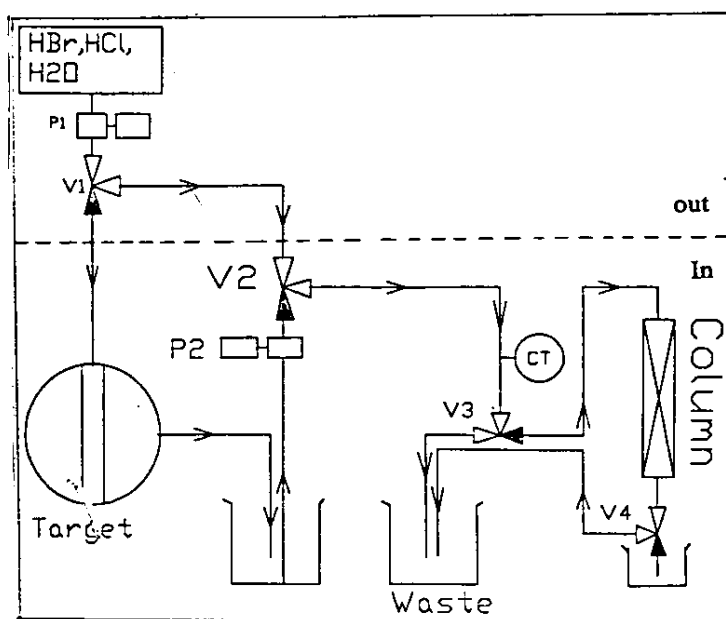 HBr,HCl,
H2O
P1
V1
out
In
V2
P2
CT
V3
Column
V4
Target
Waste